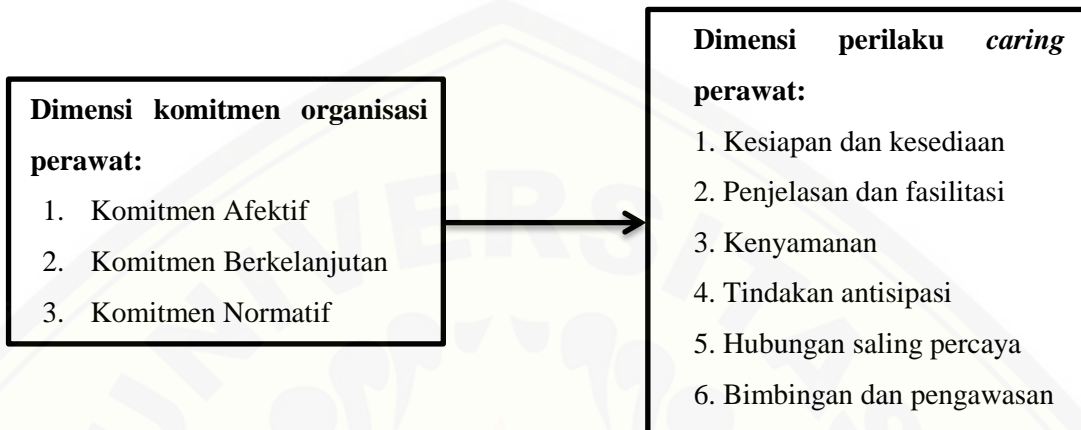 Dimensi komitmen organisasi
perawat:
1. Komitmen Afektif
2. Komitmen Berkelanjutan
3. Komitmen Normatif
Dimensi perilaku caring
perawat:
1. Kesiapan dan kesediaan
2. Penjelasan dan fasilitasi
3. Kenyamanan
4. Tindakan antisipasi
5. Hubungan saling percaya
6. Bimbingan dan pengawasan
UNIVERSITAS